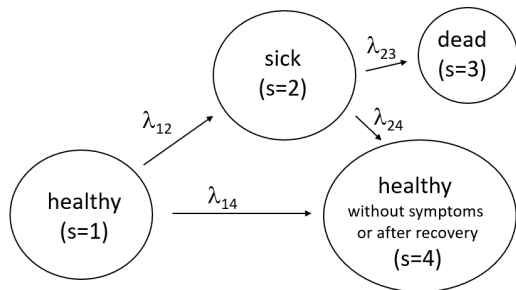 dead
(s=3)
λ23
sick
(s=2)
λ24
λ12
healthy
(s=1)
λ14
healthy
without symptoms
or after recovery
(s=4)